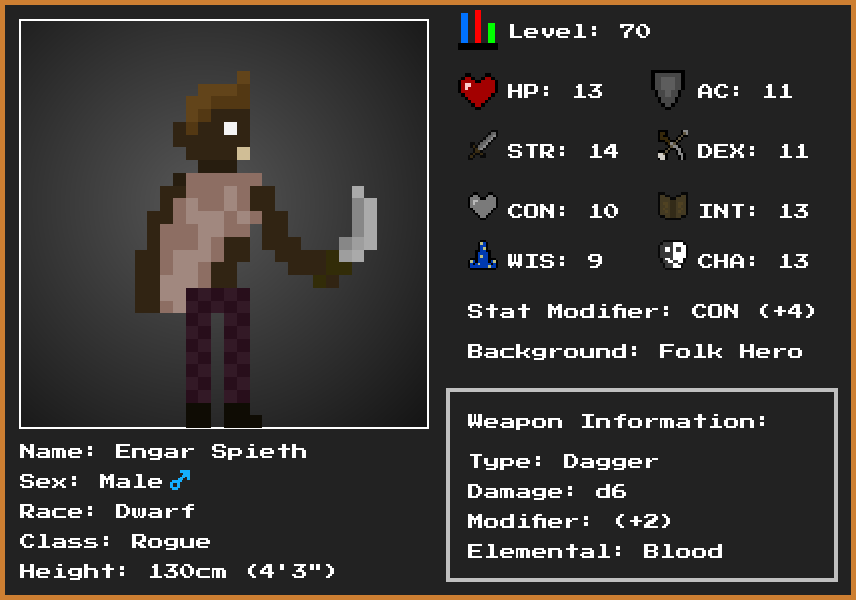 Level: 70
HP: 13
AC: 11
STR: 14
DEX: 11
CON: 10
INT: 13
WIS: 9
CHA: 13
Stat Modifier: CON (+4)
Background: Folk Hero
Weapon Information:
Type: Dagger
Damage: d6
Modifier: (+2)
Elemental: Blood
Name: Engar Spieth
Sex: Male ♂
Race: Dwarf
Class: Rogue
Height: 130cm (4'3")